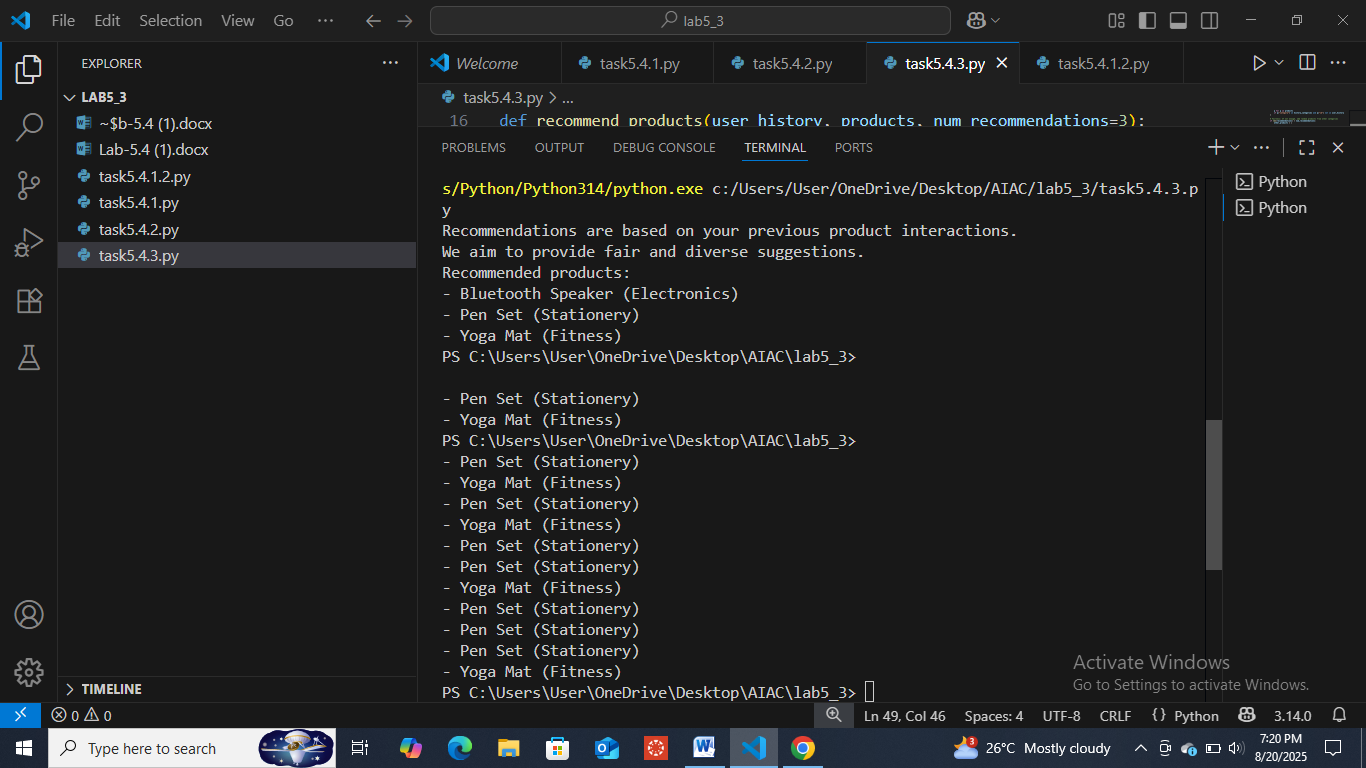 File Edit Selection View Go ··· lab5_3
EXPLORER ···
LAB5_3
~$b-5.4 (1).docx
Lab-5.4 (1).docx
task5.4.1.2.py
task5.4.1.py
task5.4.2.py
task5.4.3.py
TIMELINE
Welcome task5.4.1.py task5.4.2.py task5.4.3.py task5.4.1.2.py
task5.4.3.py > ...
16 def recommend_products(user_history, products, num_recommendations=3):
PROBLEMS OUTPUT DEBUG CONSOLE TERMINAL PORTS
s/Python/Python314/python.exe c:/Users/User/OneDrive/Desktop/AIAC/lab5_3/task5.4.3.p
y
Recommendations are based on your previous product interactions.
We aim to provide fair and diverse suggestions.
Recommended products:
- Bluetooth Speaker (Electronics)
- Pen Set (Stationery)
- Yoga Mat (Fitness)
PS C:\Users\User\OneDrive\Desktop\AIAC\lab5_3>
- Pen Set (Stationery)
- Yoga Mat (Fitness)
PS C:\Users\User\OneDrive\Desktop\AIAC\lab5_3>
- Pen Set (Stationery)
- Yoga Mat (Fitness)
- Pen Set (Stationery)
- Yoga Mat (Fitness)
- Pen Set (Stationery)
- Pen Set (Stationery)
- Yoga Mat (Fitness)
- Pen Set (Stationery)
- Pen Set (Stationery)
- Pen Set (Stationery)
- Yoga Mat (Fitness)
PS C:\Users\User\OneDrive\Desktop\AIAC\lab5_3>
Python
Python
Activate Windows
Go to Settings to activate Windows.
0 0 Ln 49, Col 46 Spaces: 4 UTF-8 CRLF {} Python 3.14.0
Type here to search 3 26°C Mostly cloudy 7:20 PM
8/20/2025